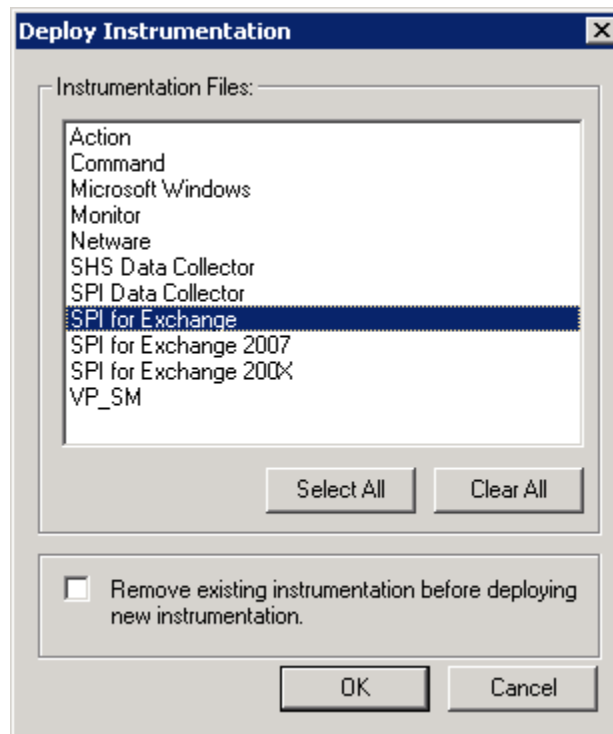 Deploy Instrumentation
Instrumentation Files:
Action
Command
Microsoft Windows
Monitor
Netware
SHS Data Collector
SPI Data Collector
SPI for Exchange
SPI for Exchange 2007
SPI for Exchange 200X
VP_SM
Select All
Clear All
Remove existing instrumentation before deploying
new instrumentation.
OK
Cancel